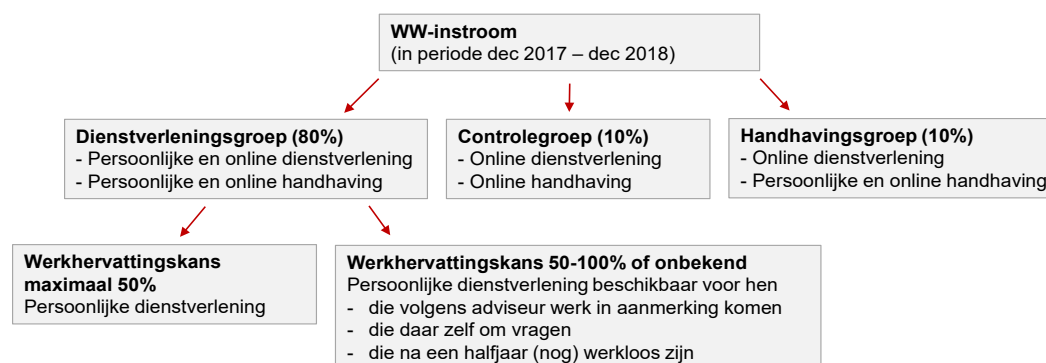 WW-instroom
(in periode dec 2017 – dec 2018)
Dienstverleningsgroep (80%)
- Persoonlijke en online dienstverlening
- Persoonlijke en online handhaving
Controlegroep (10%)
- Online dienstverlening
- Online handhaving
Handhavingsgroep (10%)
- Online dienstverlening
- Persoonlijke en online handhaving
Werkhervattingskans
maximaal 50%
Persoonlijke dienstverlening
Werkhervattingskans 50-100% of onbekend
Persoonlijke dienstverlening beschikbaar voor hen
- die volgens adviseur werk in aanmerking komen
- die daar zelf om vragen
- die na een halfjaar (nog) werkloos zijn